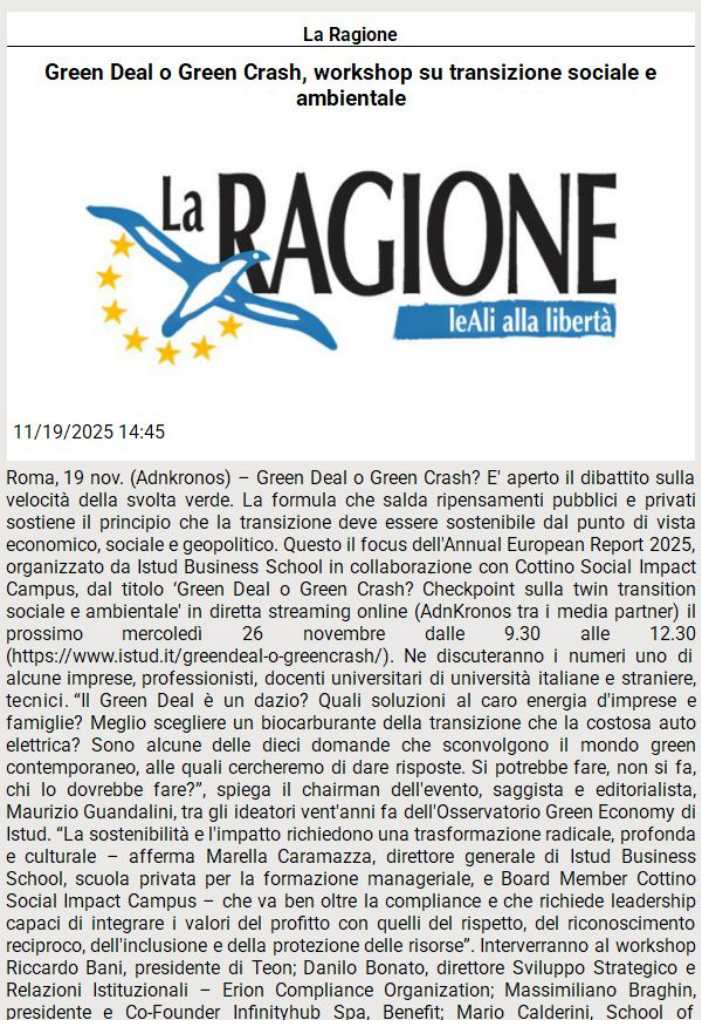 La Ragione
Green Deal o Green Crash, workshop su transizione sociale e
ambientale
La RAGIONE
leAli alla libertà
11/19/2025 14:45
Roma, 19 nov. (Adnkronos) – Green Deal o Green Crash? E' aperto il dibattito sulla
velocità della svolta verde. La formula che salda ripensamenti pubblici e privati
sostiene il principio che la transizione deve essere sostenibile dal punto di vista
economico, sociale e geopolitico. Questo il focus dell'Annual European Report 2025,
organizzato da Istud Business School in collaborazione con Cottino Social Impact
Campus, dal titolo ‘Green Deal o Green Crash? Checkpoint sulla twin transition
sociale e ambientale' in diretta streaming online (AdnKronos tra i media partner) il
prossimo mercoledì 26 novembre dalle 9.30 alle 12.30
(https://www.istud.it/greendeal-o-greencrash/). Ne discuteranno i numeri uno di
alcune imprese, professionisti, docenti universitari di università italiane e straniere,
tecnici. “Il Green Deal è un dazio? Quali soluzioni al caro energia d'imprese e
famiglie? Meglio scegliere un biocarburante della transizione che la costosa auto
elettrica? Sono alcune delle dieci domande che sconvolgono il mondo green
contemporaneo, alle quali cercheremo di dare risposte. Si potrebbe fare, non si fa,
chi lo dovrebbe fare?”, spiega il chairman dell'evento, saggista e editorialista,
Maurizio Guandalini, tra gli ideatori vent'anni fa dell'Osservatorio Green Economy di
Istud. “La sostenibilità e l'impatto richiedono una trasformazione radicale, profonda
e culturale – afferma Marella Caramazza, direttore generale di Istud Business
School, scuola privata per la formazione manageriale, e Board Member Cottino
Social Impact Campus – che va ben oltre la compliance e che richiede leadership
capaci di integrare i valori del profitto con quelli del rispetto, del riconoscimento
reciproco, dell'inclusione e della protezione delle risorse”. Interverranno al workshop
Riccardo Bani, presidente di Teon; Danilo Bonato, direttore Sviluppo Strategico e
Relazioni Istituzionali – Erion Compliance Organization; Massimiliano Braghin,
presidente e Co-Founder Infinityhub Spa, Benefit; Mario Calderini, School of